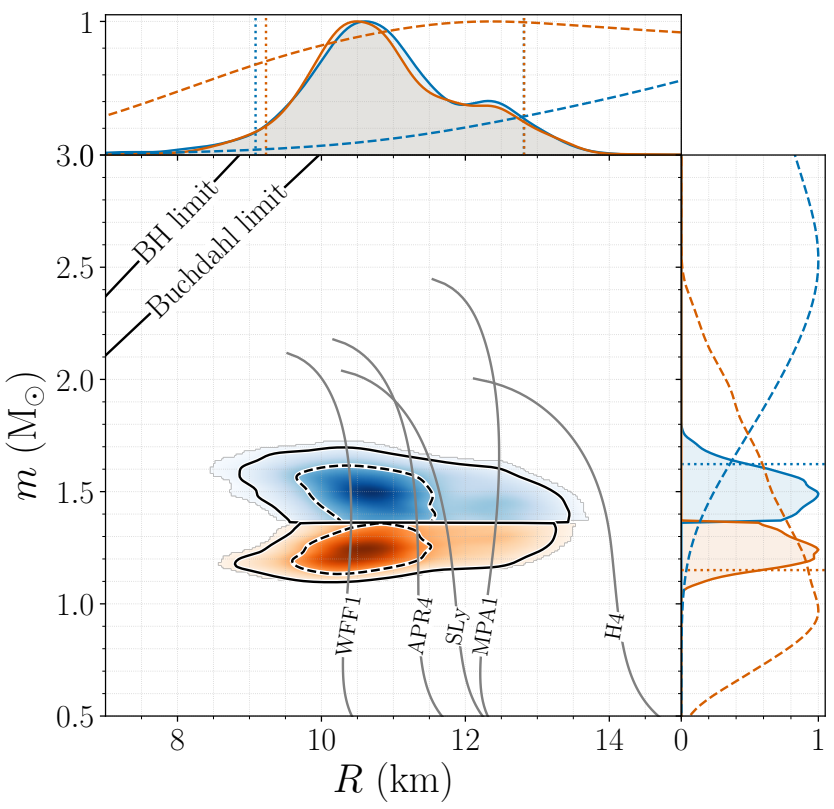 1
3.0
BH limit
Buchdahl limit
2.5
2.0
m (M⊙)
1.5
1.0
WFF1
APR4
SLy
MPA1
H4
0.5
8
10
12
14
0
1
R (km)